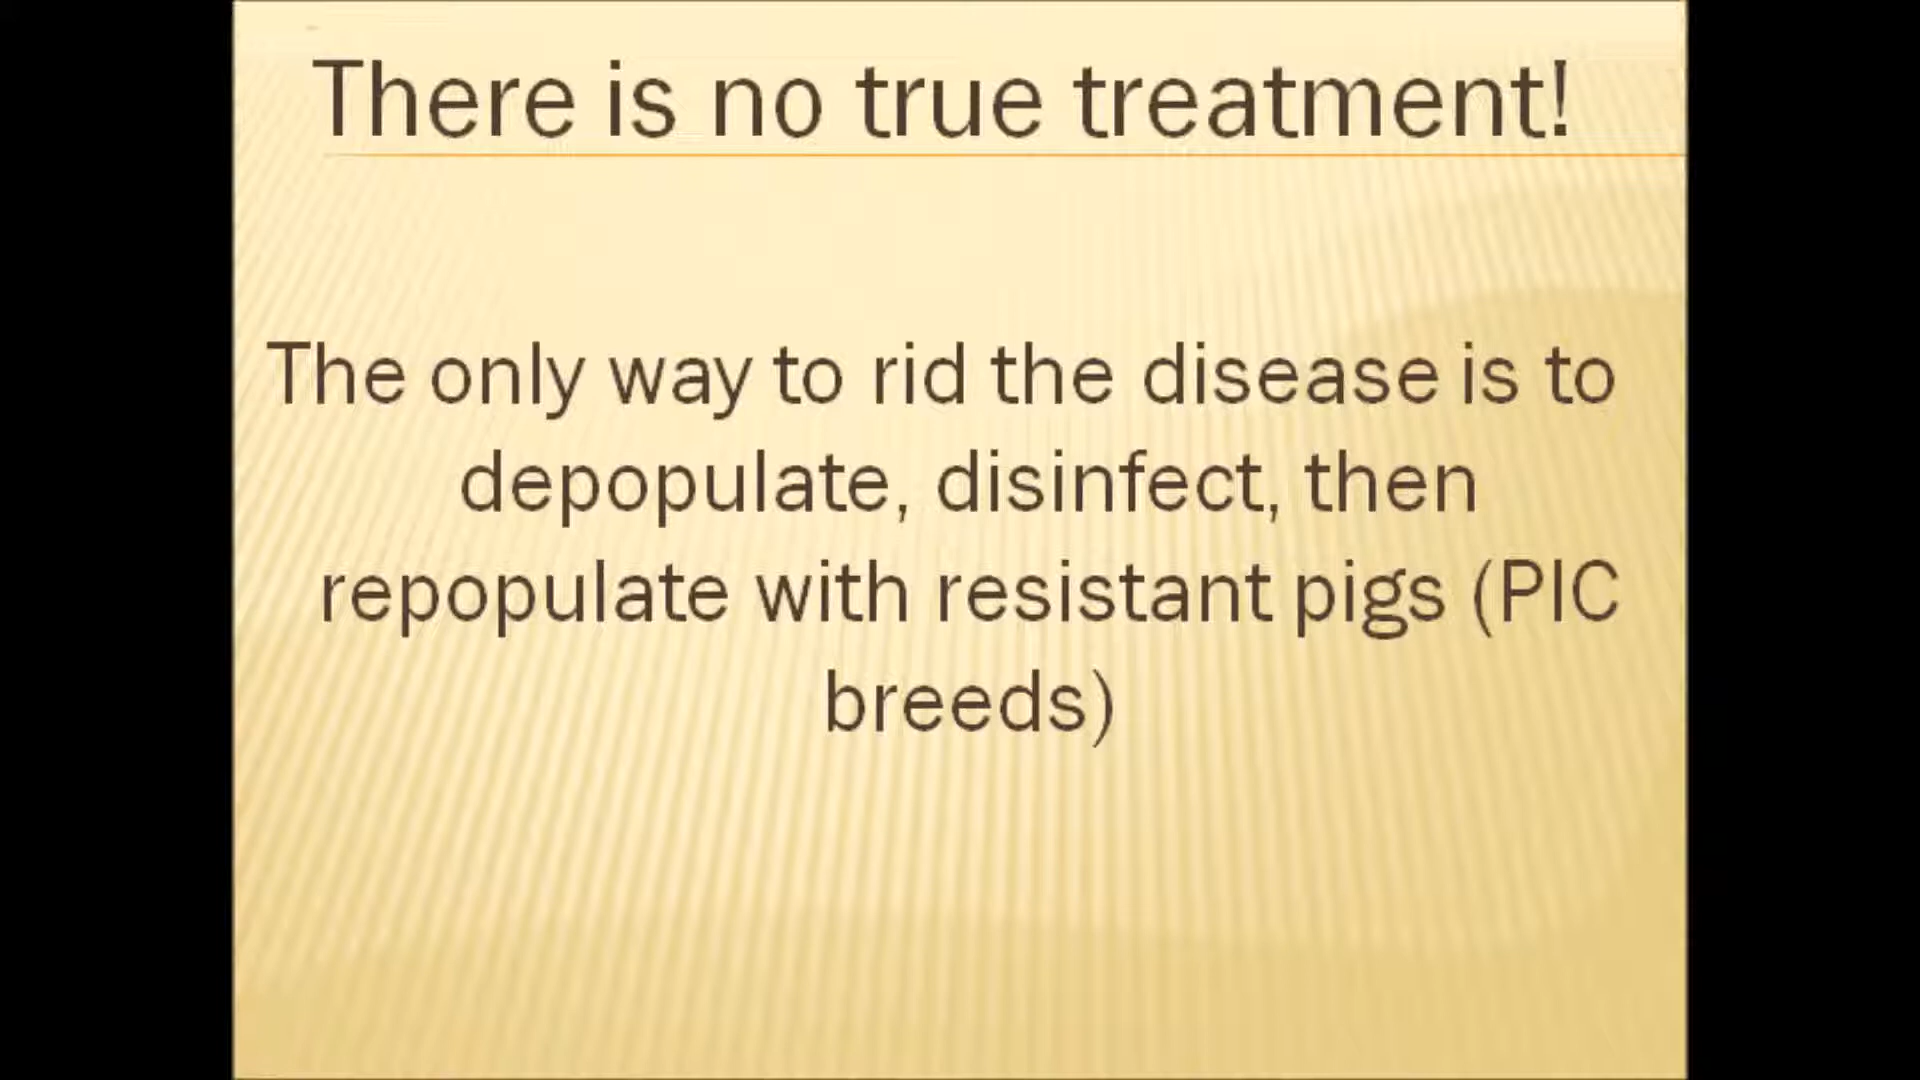 There is no true treatment!
The only way to rid the disease is to
depopulate, disinfect, then
repopulate with resistant pigs (PIC
breeds)